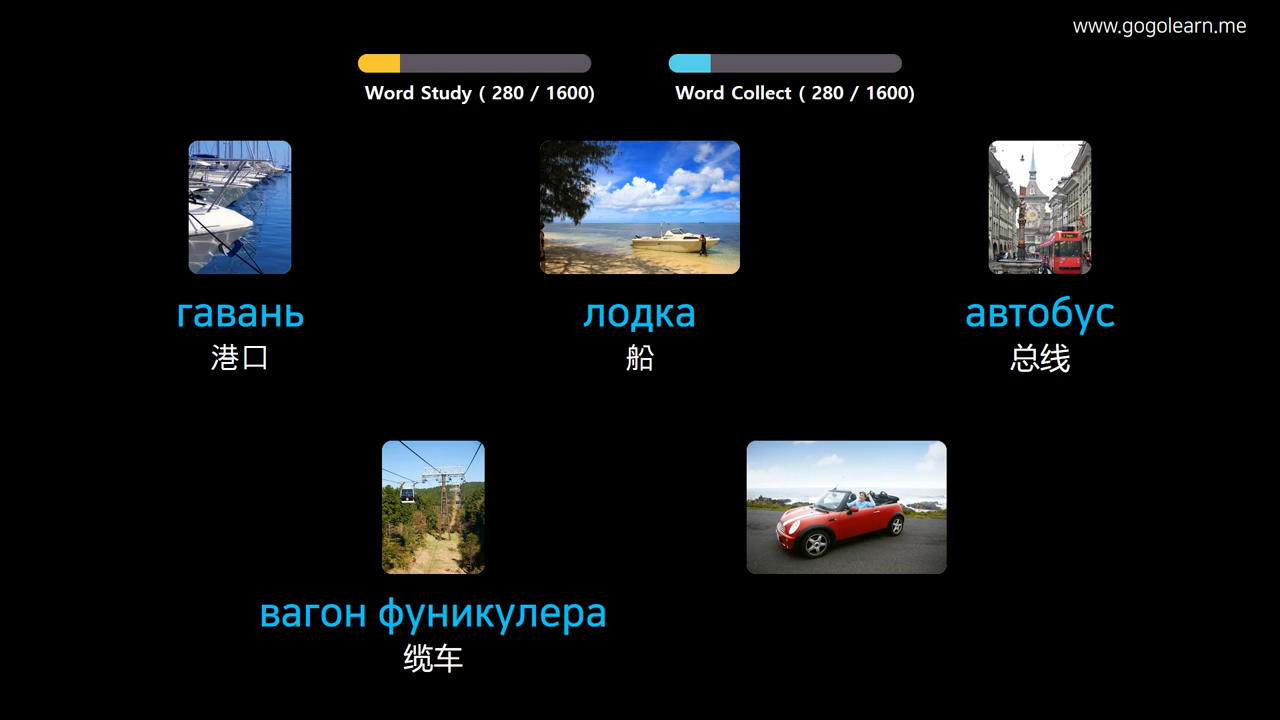 www.gogolearn.me
Word Study ( 280 / 1600)
Word Collect ( 280 / 1600)
гавань
港口
лодка
船
автобус
总线
вагон фуникулера
缆车